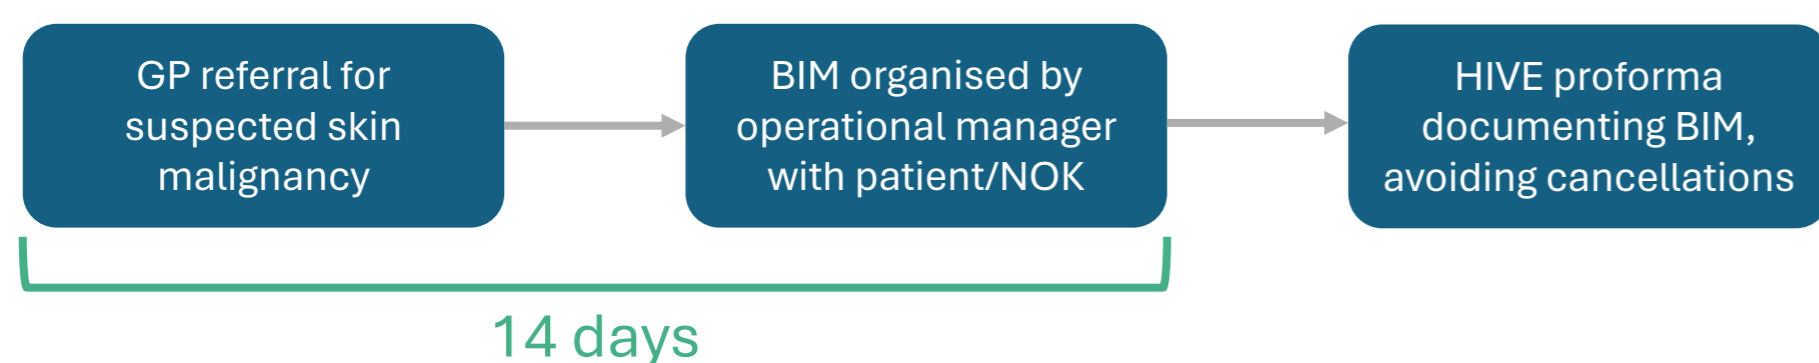 GP referral for
suspected skin
malignancy
BIM organised by
operational manager
with patient/NOK
HIVE proforma
documenting BIM,
avoiding cancellations
14 days